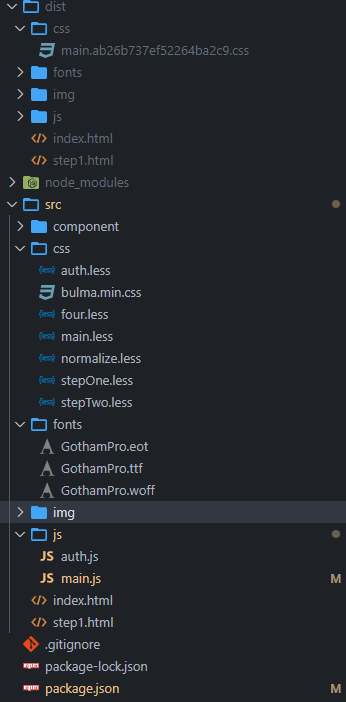 dist
css
main.ab26b737ef52264ba2c9.css
fonts
img
js
index.html
step1.html
node_modules
src
component
css
{less} auth.less
bulma.min.css
{less} four.less
{less} main.less
{less} normalize.less
{less} stepOne.less
{less} stepTwo.less
fonts
A GothamPro.eot
A GothamPro.ttf
A GothamPro.woff
img
js
JS auth.js
JS main.js M
index.html
step1.html
.gitignore
npm package-lock.json
npm package.json M